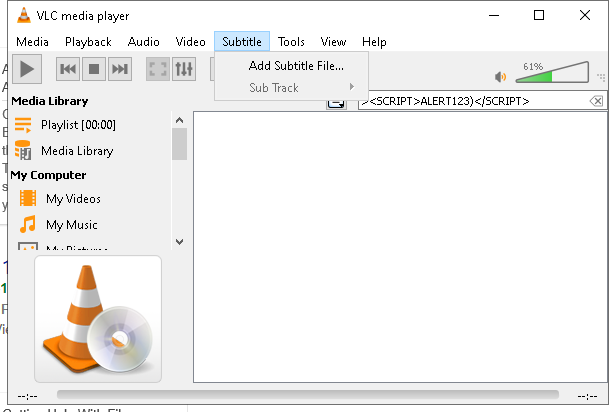 VLC media player
Media Playback Audio Video Subtitle Tools View Help
Add Subtitle File...
61%
Sub Track
Media Library
><SCRIPT>ALERT123)</SCRIPT>
Playlist [00:00]
Media Library
My Computer
My Videos
My Music
--:-- --:--